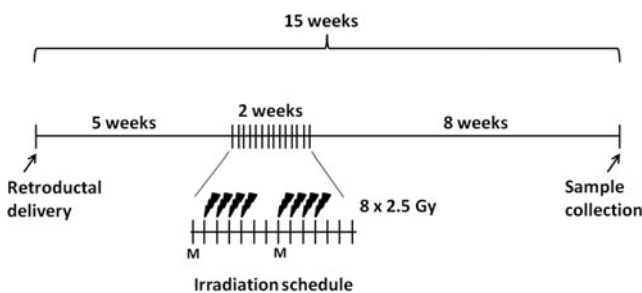 15 weeks
2 weeks
5 weeks
8 weeks
Retroductal
delivery
Sample
collection
8 x 2.5 Gy
M
M
Irradiation schedule